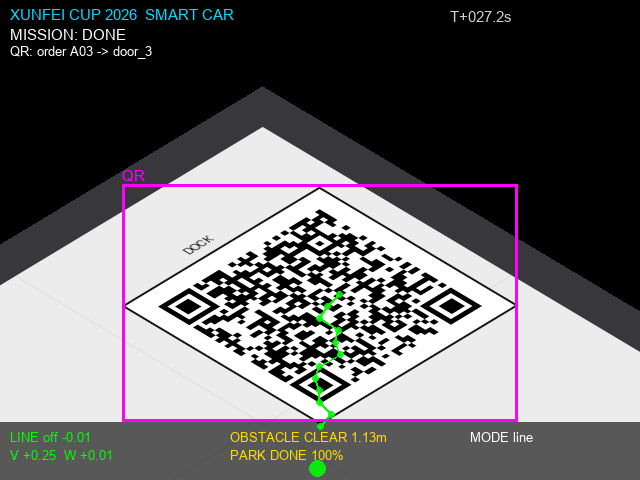 XUNFEI CUP 2026 SMART CAR
T+027.2s
MISSION: DONE
QR: order A03 -> door_3
QR
DOCK
LINE off -0.01
OBSTACLE CLEAR 1.13m
MODE line
V +0.25 W +0.01
PARK DONE 100%